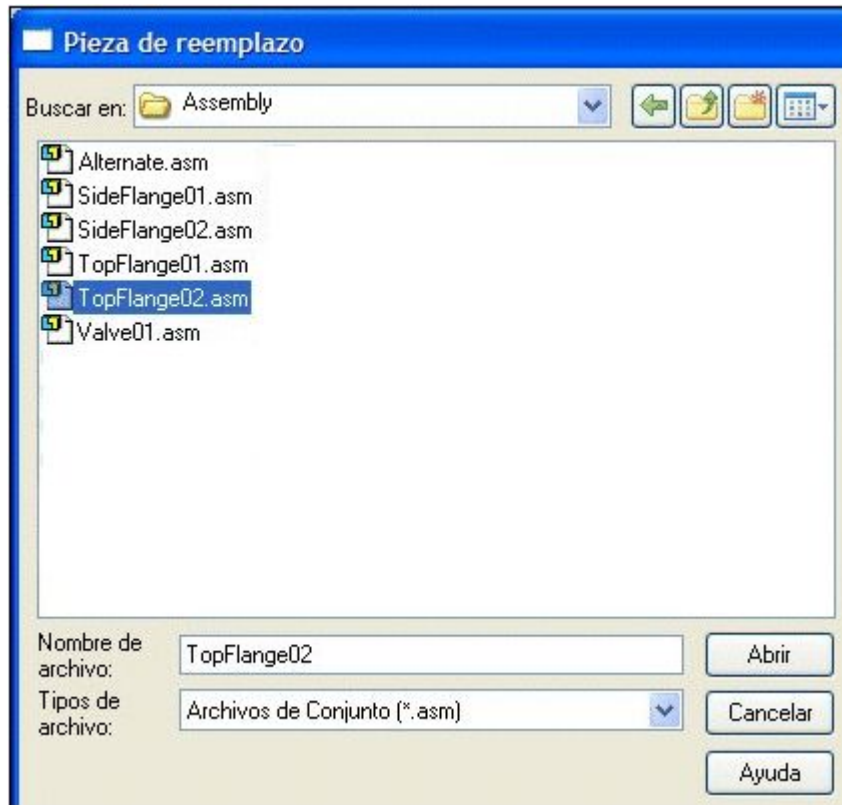 Pieza de reemplazo
Buscar en: Assembly
Alternate.asm
SideFlange01.asm
SideFlange02.asm
TopFlange01.asm
TopFlange02.asm
Valve01.asm
Nombre de
archivo:
TopFlange02
Abrir
Tipos de
archivo:
Archivos de Conjunto (*.asm)
Cancelar
Ayuda